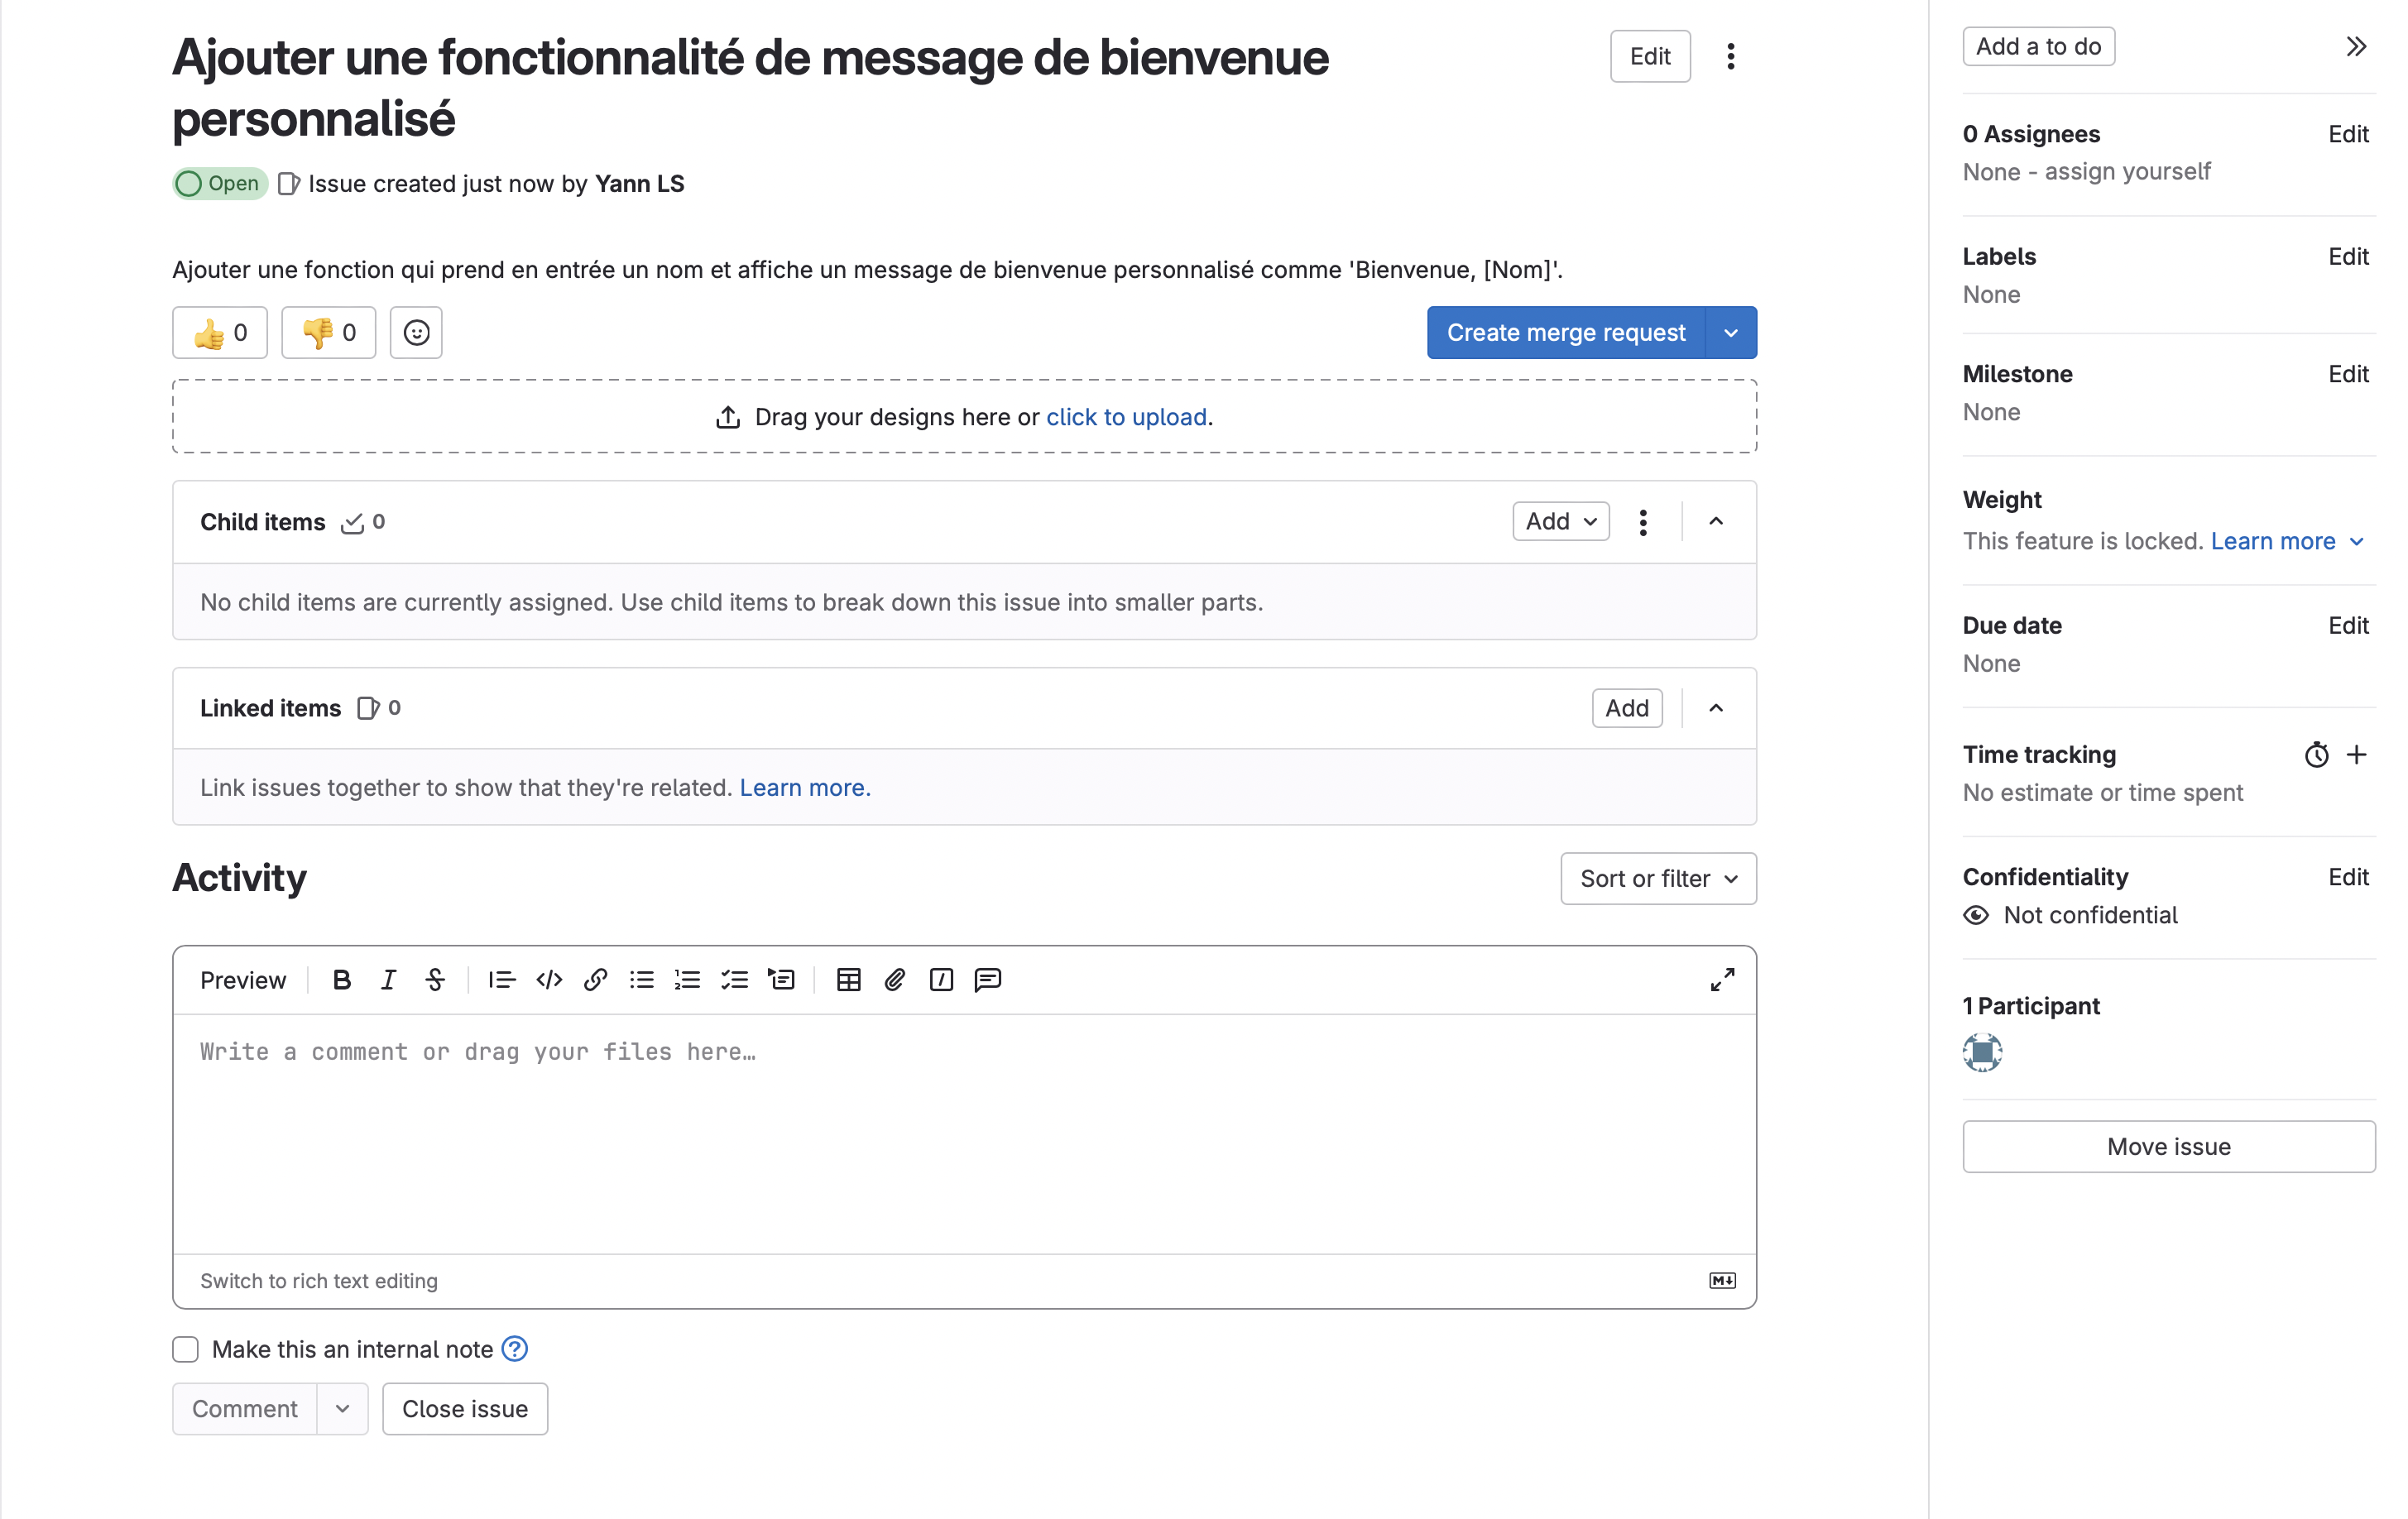 Ajouter une fonctionnalité de message de bienvenue
personnalisé
Edit
Open Issue created just now by Yann LS
Ajouter une fonction qui prend en entrée un nom et affiche un message de bienvenue personnalisé comme 'Bienvenue, [Nom]'.
0 0
Create merge request
Drag your designs here or click to upload.
Child items 0
Add
No child items are currently assigned. Use child items to break down this issue into smaller parts.
Linked items 0
Add
Link issues together to show that they're related. Learn more.
Activity
Sort or filter
Preview
Write a comment or drag your files here…
Switch to rich text editing
Make this an internal note
Comment
Close issue
Add a to do
0 Assignees Edit
None - assign yourself
Labels Edit
None
Milestone Edit
None
Weight
This feature is locked. Learn more
Due date Edit
None
Time tracking
No estimate or time spent
Confidentiality Edit
Not confidential
1 Participant
Move issue